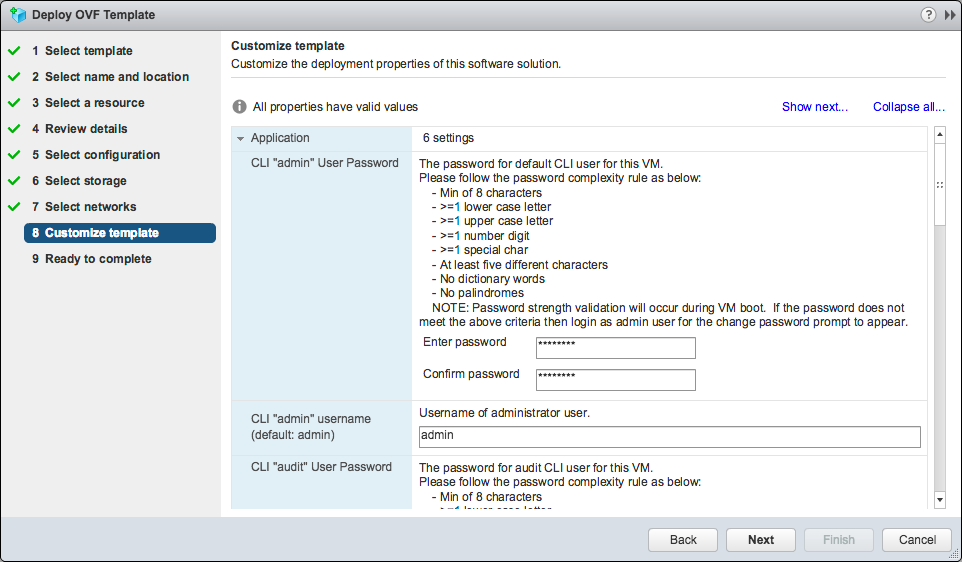 Deploy OVF Template
?
1 Select template
2 Select name and location
3 Select a resource
4 Review details
5 Select configuration
6 Select storage
7 Select networks
8 Customize template
9 Ready to complete
Customize template
Customize the deployment properties of this software solution.
All properties have valid values
Show next...
Collapse all...
Application
6 settings
CLI "admin" User Password
The password for default CLI user for this VM.
Please follow the password complexity rule as below:
- Min of 8 characters
- >=1 lower case letter
- >=1 upper case letter
- >=1 number digit
- >=1 special char
- At least five different characters
- No dictionary words
- No palindromes
NOTE: Password strength validation will occur during VM boot. If the password does not
meet the above criteria then login as admin user for the change password prompt to appear.
Enter password
********
Confirm password
********
CLI "admin" username
(default: admin)
Username of administrator user.
admin
CLI "audit" User Password
The password for audit CLI user for this VM.
Please follow the password complexity rule as below:
- Min of 8 characters
- >=1 lower case letter
Back
Next
Finish
Cancel